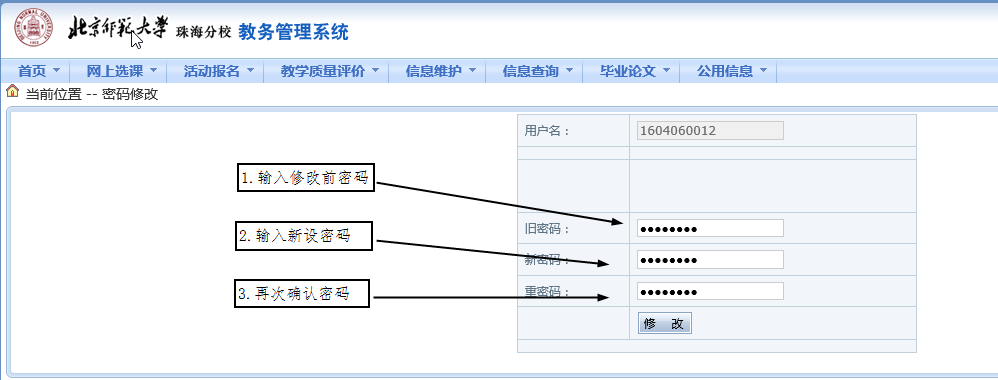 北京师范大学 珠海分校 教务管理系统
首页 网上选课 活动报名 教学质量评价 信息维护 信息查询 毕业论文 公用信息
当前位置 -- 密码修改
用户名： 1604060012
1.输入修改前密码
旧密码： ●●●●●●●●
2.输入新设密码
新密码： ●●●●●●●●
3.再次确认密码
重密码： ●●●●●●●●
修 改